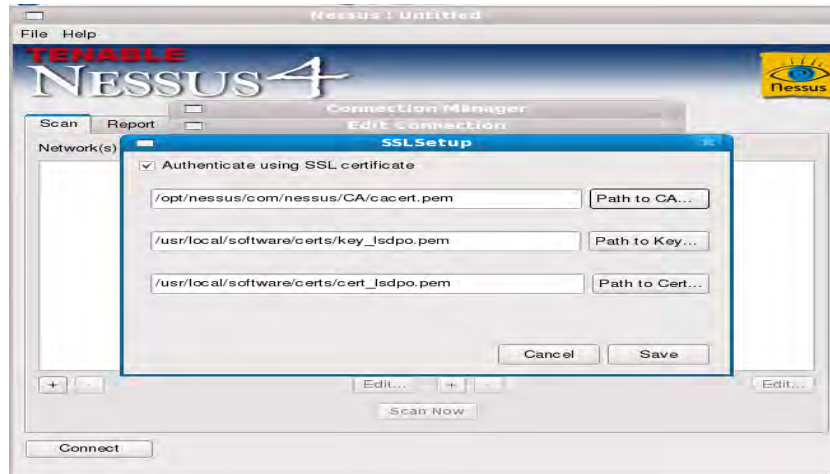 Nessus : Untitled
File Help
TENABLE
NESSUS 4
Nessus
Connection Manager
Scan Report
Edit Connection
Network(s)
SSLSetup
Authenticate using SSL certificate
/opt/nessus/com/nessus/CA/cacert.pem Path to CA...
/usr/local/software/certs/key_lsdpo.pem Path to Key...
/usr/local/software/certs/cert_lsdpo.pem Path to Cert...
Cancel Save
+ - Edit... + - Edit...
Scan Now
Connect